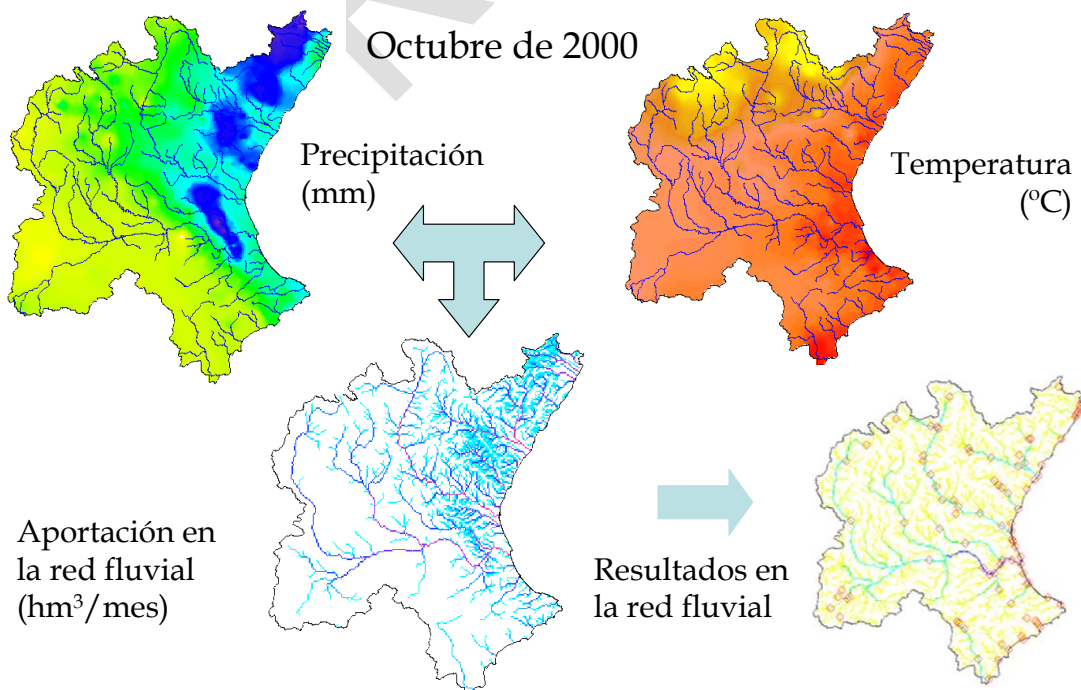 Octubre de 2000
Precipitación
(mm)
Temperatura
(ºC)
Aportación en
la red fluvial
(hm³/mes)
Resultados en
la red fluvial